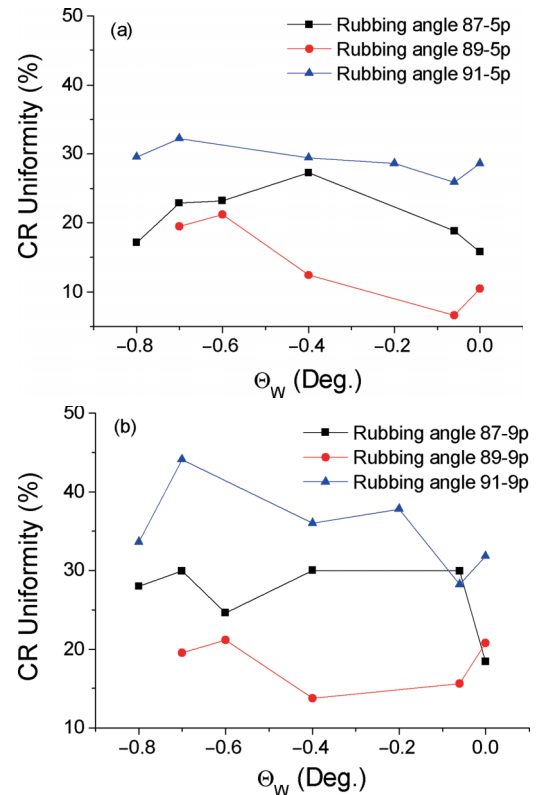 (a)
Rubbing angle 87-5p
Rubbing angle 89-5p
Rubbing angle 91-5p
CR Uniformity (%)
50
40
30
20
10
−0.8 −0.6 −0.4 −0.2 0.0
ΘW (Deg.)
(b)
Rubbing angle 87-9p
Rubbing angle 89-9p
Rubbing angle 91-9p
CR Uniformity (%)
50
40
30
20
10
−0.8 −0.6 −0.4 −0.2 0.0
ΘW (Deg.)